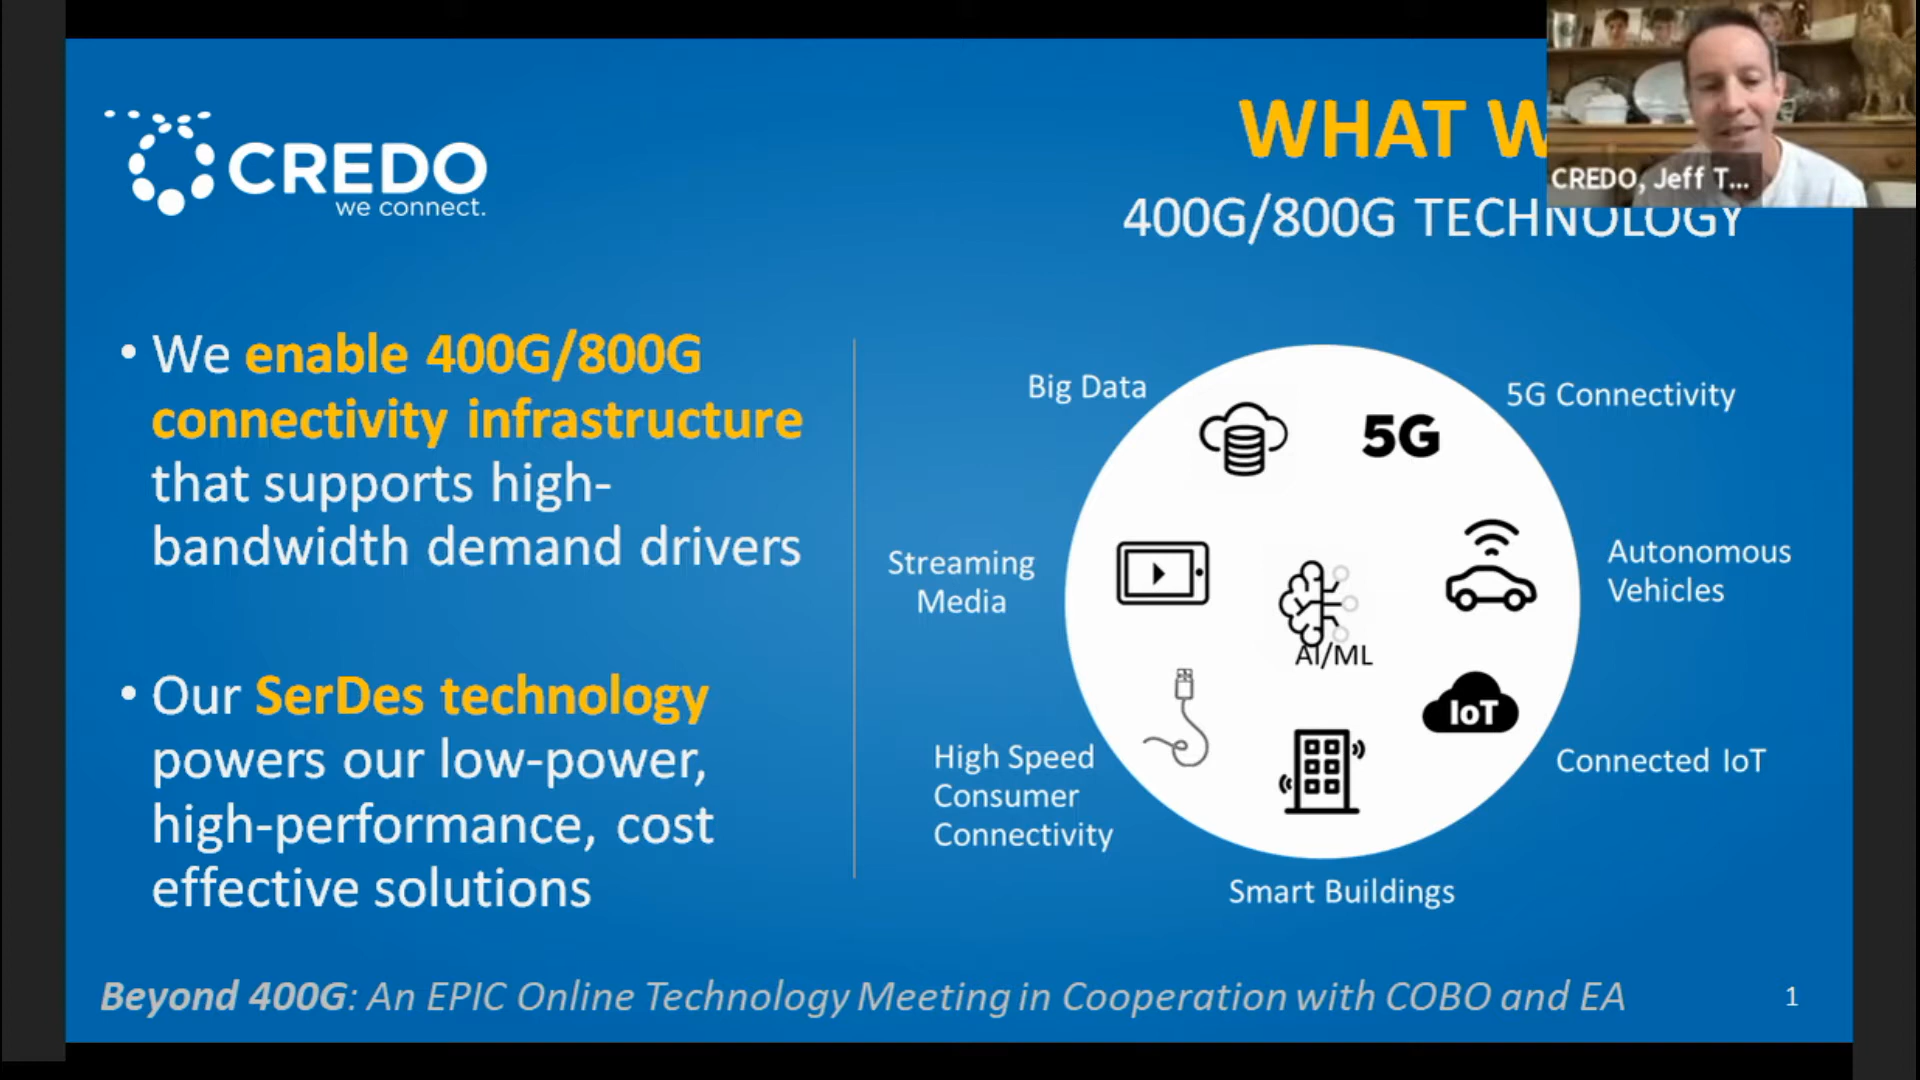 CREDO
we connect.
WHAT W
400G/800G TECHNOLOGY
CREDO, Jeff T...
• We enable 400G/800G
connectivity infrastructure
that supports high-
bandwidth demand drivers
• Our SerDes technology
powers our low-power,
high-performance, cost
effective solutions
Big Data
5G
5G Connectivity
Streaming
Media
Autonomous
Vehicles
AI/ML
IoT
High Speed
Consumer
Connectivity
Connected IoT
Smart Buildings
Beyond 400G: An EPIC Online Technology Meeting in Cooperation with COBO and EA
1